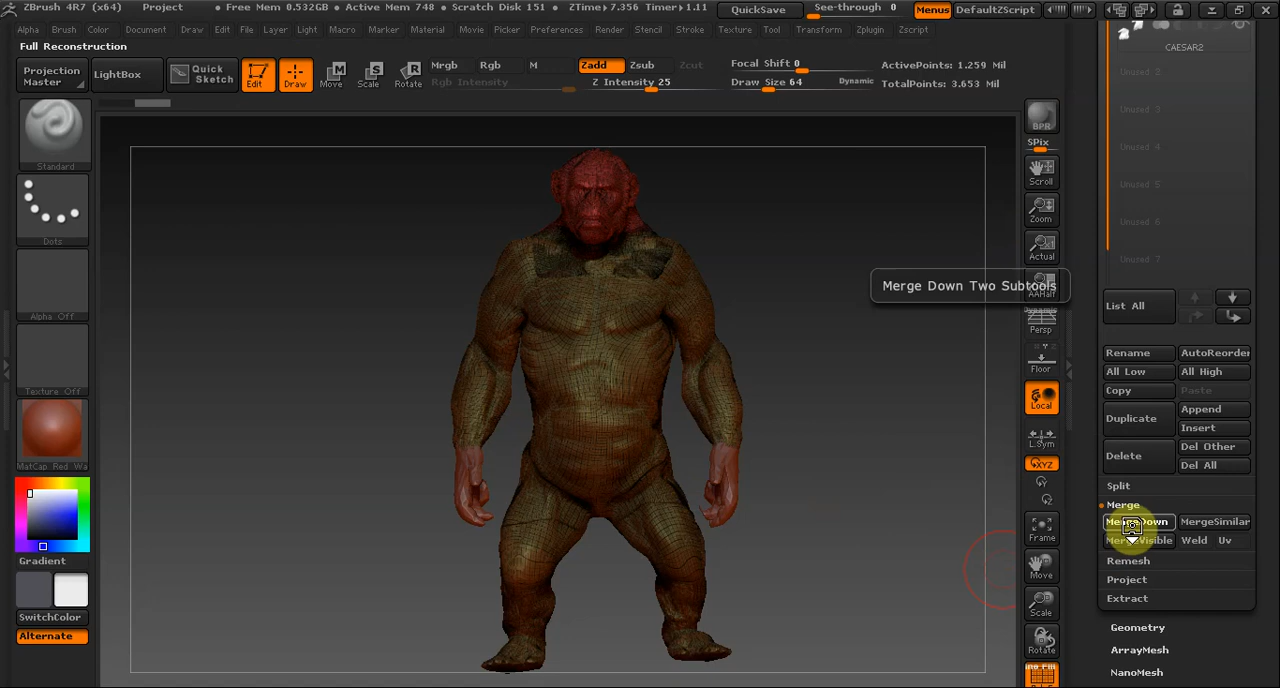 ZBrush 4R7 (x64) Project • Free Mem 0.532GB • Active Mem 748 • Scratch Disk 151 • ZTime▸7.356 Timer▸1.11 QuickSave See-through 0 Menus DefaultZScript
Alpha Brush Color Document Draw Edit File Layer Light Macro Marker Material Movie Picker Preferences Render Stencil Stroke Texture Tool Transform Zplugin Zscript
Full Reconstruction
Projection Master
LightBox
Quick Sketch
Edit
Draw
Move
Scale
Rotate
Mrgb Rgb M
Rgb Intensity
Zadd Zsub Zcut
Z Intensity 25
Focal Shift 0
Draw Size 64 Dynamic
ActivePoints: 1.259 Mil
TotalPoints: 3.653 Mil
Standard
Dots
Alpha Off
Texture Off
MatCap Red Wa
Gradient
SwitchColor
Alternate
BPR
SPix
Scroll
Zoom
Actual
AAHalf
Dynamic
Persp
Floor
Local
L.Sym
XYZ
Y
Z
Frame
Move
Scale
Rotate
Merge Down Two Subtools
CAESAR2
Unused 2
Unused 3
Unused 4
Unused 5
Unused 6
Unused 7
List All
Rename AutoReorder
All Low All High
Copy Paste
Duplicate Append
Insert
Delete Del Other
Del All
Split
Merge
MergeDown MergeSimilar
MergeVisible Weld Uv
Remesh
Project
Extract
Geometry
ArrayMesh
NanoMesh